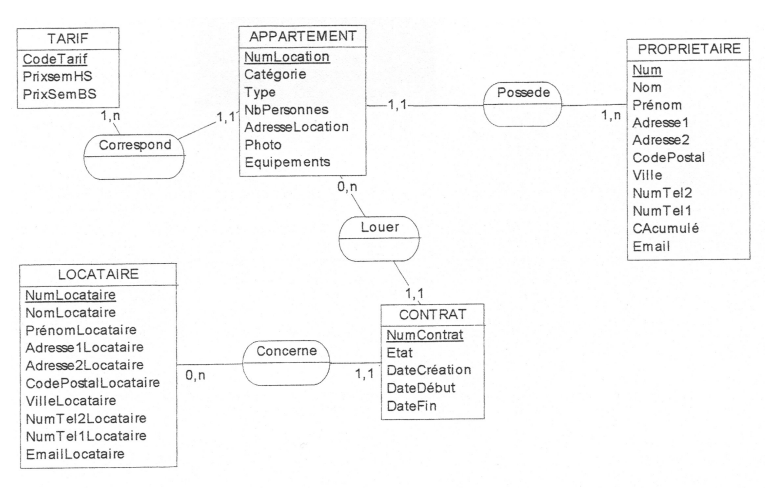 TARIF
CodeTarif
PrixsemHS
PrixSemBS
1,n
Correspond
1,1
APPARTEMENT
NumLocation
Catégorie
Type
NbPersonnes
AdresseLocation
Photo
Equipements
1,1
Possede
1,n
PROPRIETAIRE
Num
Nom
Prénom
Adresse1
Adresse2
CodePostal
Ville
NumTel2
NumTel1
CAcumulé
Email
0,n
Louer
1,1
LOCATAIRE
NumLocataire
NomLocataire
PrénomLocataire
Adresse1Locataire
Adresse2Locataire
CodePostalLocataire
VilleLocataire
NumTel2Locataire
NumTel1Locataire
EmailLocataire
0,n
Concerne
1,1
CONTRAT
NumContrat
Etat
DateCréation
DateDébut
DateFin